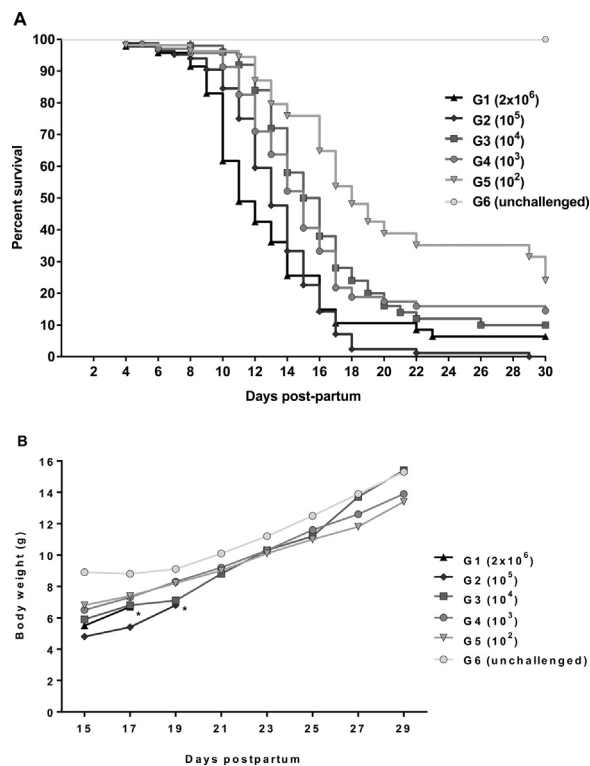 A
Percent survival
100
90
80
70
60
50
40
30
20
10
0
2 4 6 8 10 12 14 16 18 20 22 24 26 28 30
Days post-partum
G1 (2x10⁶)
G2 (10⁵)
G3 (10⁴)
G4 (10³)
G5 (10²)
G6 (unchallenged)
B
Body weight (g)
16
14
12
10
8
6
4
2
0
* *
15 17 19 21 23 25 27 29
Days postpartum
G1 (2x10⁶)
G2 (10⁵)
G3 (10⁴)
G4 (10³)
G5 (10²)
G6 (unchallenged)